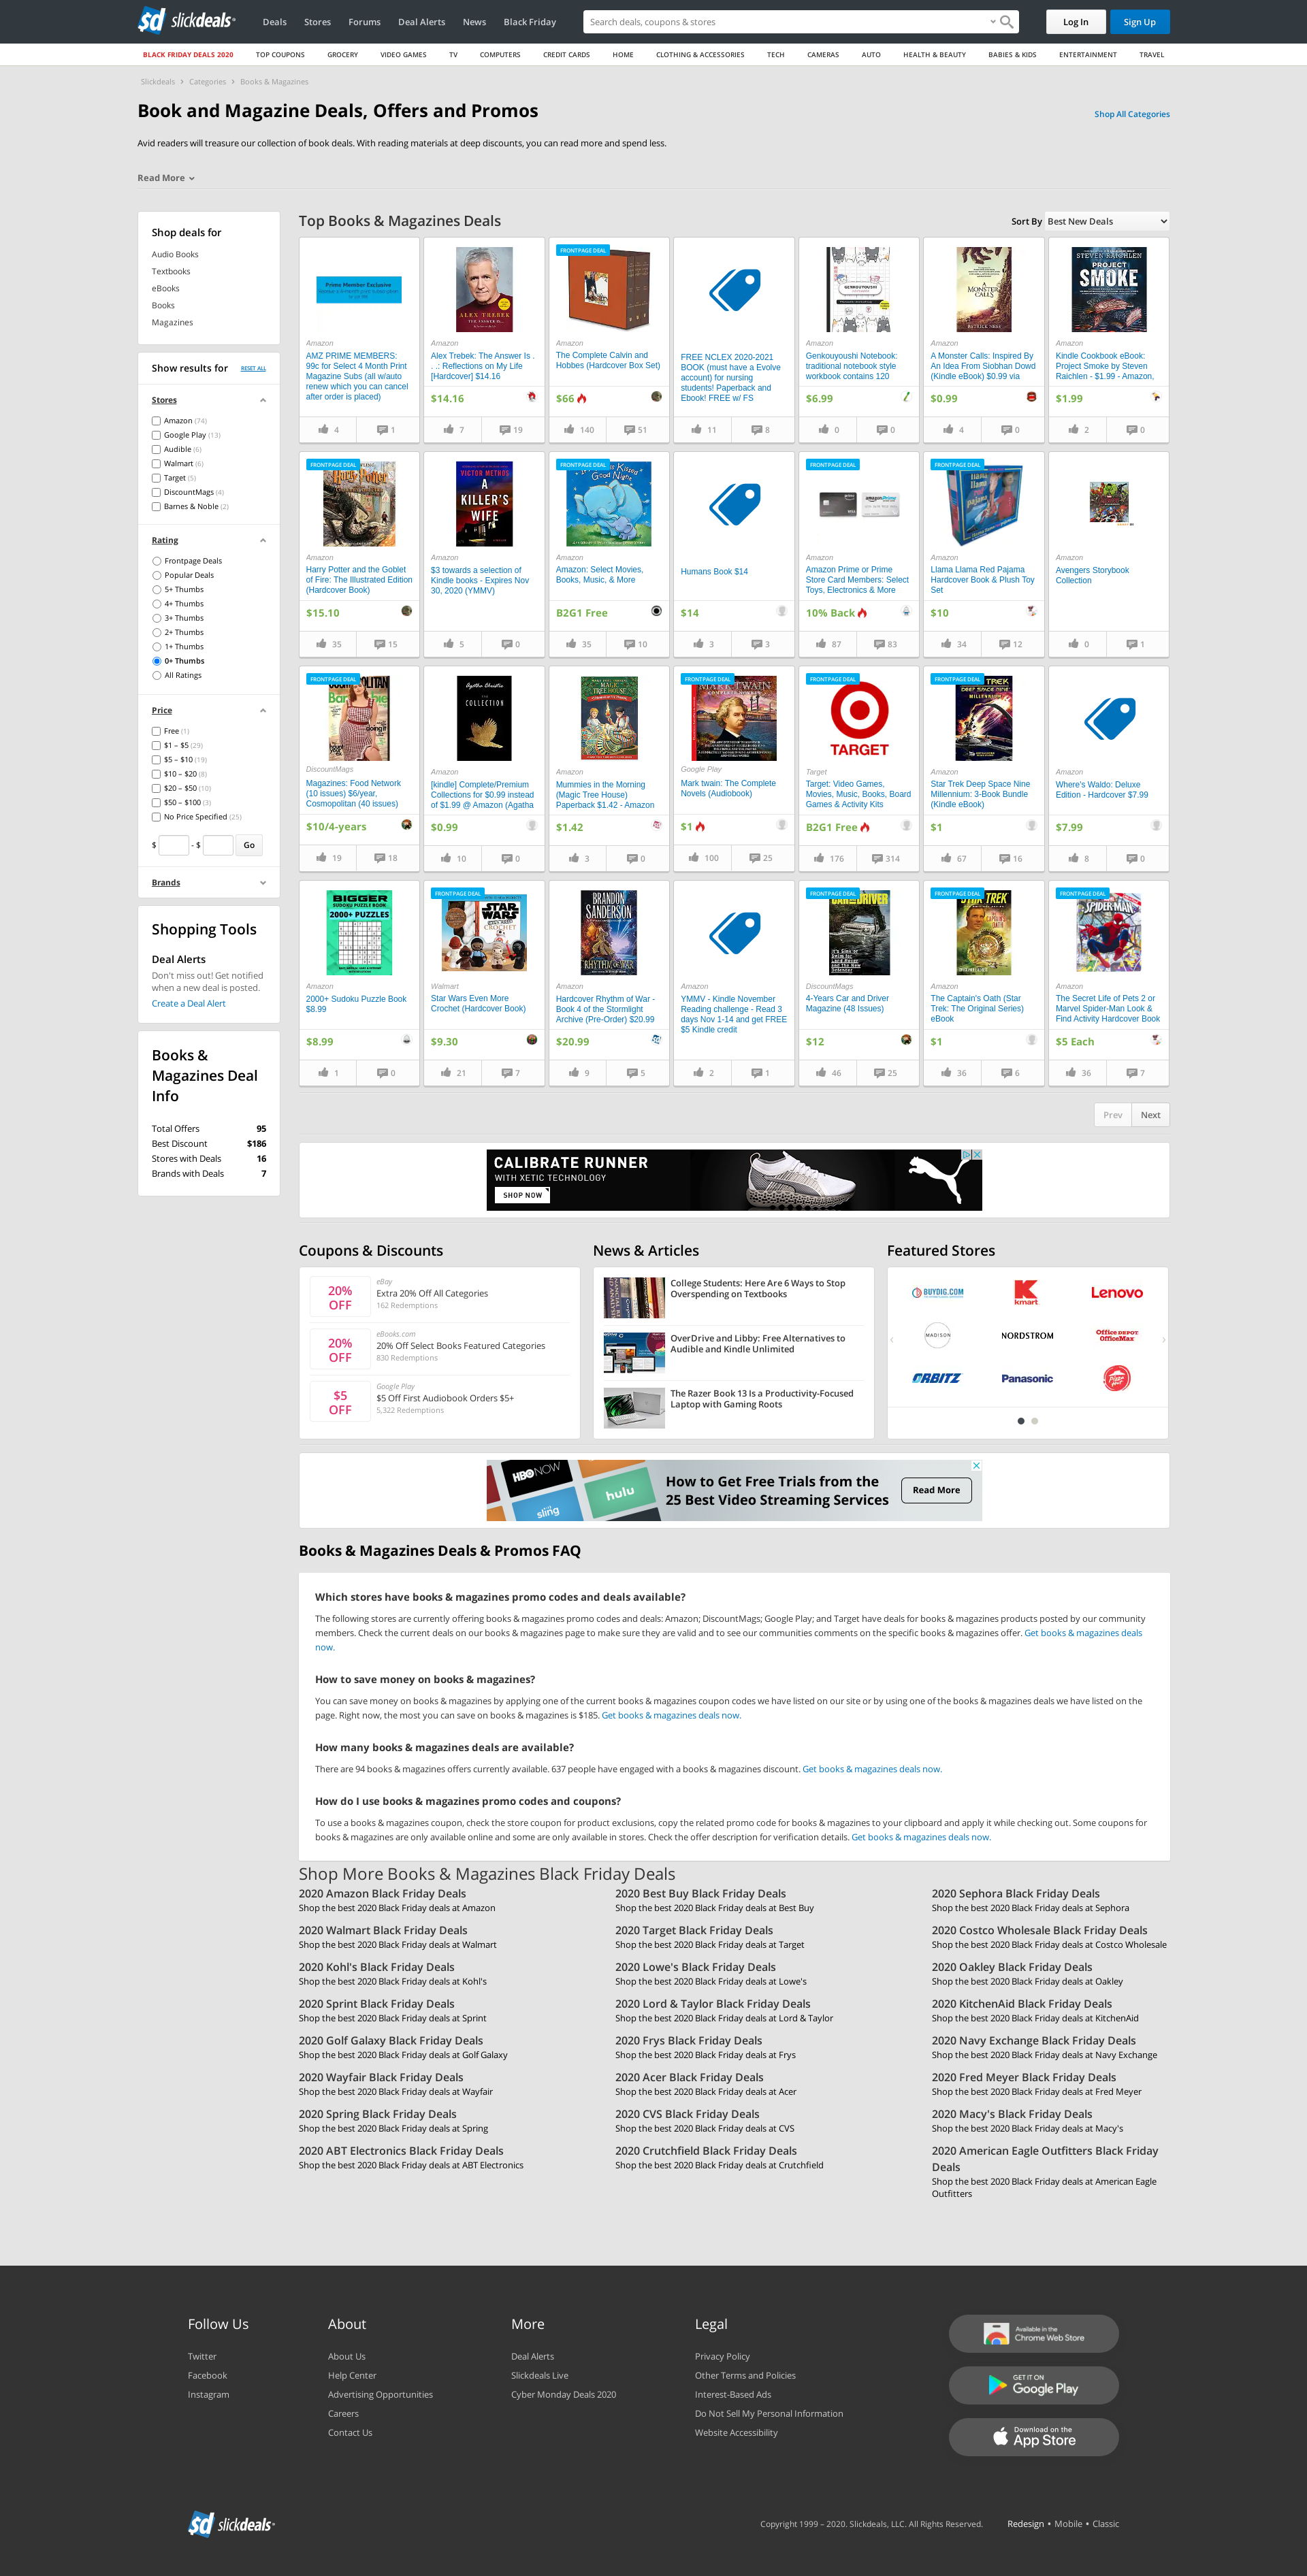 slickdeals
Deals
Stores
Forums
Deal Alerts
News
Black Friday
Search deals, coupons & stores
Log In
Sign Up
BLACK FRIDAY DEALS 2020
TOP COUPONS
GROCERY
VIDEO GAMES
TV
COMPUTERS
CREDIT CARDS
HOME
CLOTHING & ACCESSORIES
TECH
CAMERAS
AUTO
HEALTH & BEAUTY
BABIES & KIDS
ENTERTAINMENT
TRAVEL
Slickdeals › Categories › Books & Magazines
Book and Magazine Deals, Offers and Promos
Shop All Categories
Avid readers will treasure our collection of book deals. With reading materials at deep discounts, you can read more and spend less.
Read More
Shop deals for
Audio Books
Textbooks
eBooks
Books
Magazines
Show results for
RESET ALL
Stores
Amazon (74)
Google Play (13)
Audible (6)
Walmart (6)
Target (5)
DiscountMags (4)
Barnes & Noble (2)
Rating
Frontpage Deals
Popular Deals
5+ Thumbs
4+ Thumbs
3+ Thumbs
2+ Thumbs
1+ Thumbs
0+ Thumbs
All Ratings
Price
Free (1)
$1 – $5 (29)
$5 – $10 (19)
$10 – $20 (8)
$20 – $50 (10)
$50 – $100 (3)
No Price Specified (25)
$ - $ Go
Brands
Shopping Tools
Deal Alerts
Don't miss out! Get notified
when a new deal is posted.
Create a Deal Alert
Books &
Magazines Deal
Info
Total Offers 95
Best Discount $186
Stores with Deals 16
Brands with Deals 7
Top Books & Magazines Deals
Sort By Best New Deals
Prime Member Exclusive
Amazon
AMZ PRIME MEMBERS:
99c for Select 4 Month Print
Magazine Subs (all w/auto
renew which you can cancel
after order is placed)
4 1
ALEX TREBEK
Amazon
Alex Trebek: The Answer Is .
. .: Reflections on My Life
[Hardcover] $14.16
$14.16
7 19
FRONTPAGE DEAL
Amazon
The Complete Calvin and
Hobbes (Hardcover Box Set)
$66
140 51
FREE NCLEX 2020-2021
BOOK (must have a Evolve
account) for nursing
students! Paperback and
Ebook! FREE w/ FS
11 8
GENKOUYOUSHI
Amazon
Genkouyoushi Notebook:
traditional notebook style
workbook contains 120
$6.99
0 0
A MONSTER CALLS
PATRICK NESS
Amazon
A Monster Calls: Inspired By
An Idea From Siobhan Dowd
(Kindle eBook) $0.99 via
$0.99
4 0
STEVEN RAICHLEN
PROJECT SMOKE
Amazon
Kindle Cookbook eBook:
Project Smoke by Steven
Raichlen - $1.99 - Amazon,
$1.99
2 0
FRONTPAGE DEAL
Harry Potter
Amazon
Harry Potter and the Goblet
of Fire: The Illustrated Edition
(Hardcover Book)
$15.10
35 15
VICTOR METHOS
A KILLER'S WIFE
Amazon
$3 towards a selection of
Kindle books - Expires Nov
30, 2020 (YMMV)
5 0
FRONTPAGE DEAL
Good Night
Amazon
Amazon: Select Movies,
Books, Music, & More
B2G1 Free
35 10
Humans Book $14
$14
3 3
FRONTPAGE DEAL
amazonPrime
Amazon
Amazon Prime or Prime
Store Card Members: Select
Toys, Electronics & More
10% Back
87 83
FRONTPAGE DEAL
Amazon
Llama Llama Red Pajama
Hardcover Book & Plush Toy
Set
$10
34 12
Amazon
Avengers Storybook
Collection
0 1
FRONTPAGE DEAL
DiscountMags
Magazines: Food Network
(10 issues) $6/year,
Cosmopolitan (40 issues)
$10/4-years
19 18
Agatha Christie
THE COLLECTION
Amazon
[kindle] Complete/Premium
Collections for $0.99 instead
of $1.99 @ Amazon (Agatha
$0.99
10 0
MAGIC TREE HOUSE
Amazon
Mummies in the Morning
(Magic Tree House)
Paperback $1.42 - Amazon
$1.42
3 0
FRONTPAGE DEAL
MARK TWAIN
Google Play
Mark twain: The Complete
Novels (Audiobook)
$1
100 25
FRONTPAGE DEAL
TARGET
Target
Target: Video Games,
Movies, Music, Books, Board
Games & Activity Kits
B2G1 Free
176 314
FRONTPAGE DEAL
STAR TREK
DEEP SPACE NINE
MILLENNIUM
Amazon
Star Trek Deep Space Nine
Millennium: 3-Book Bundle
(Kindle eBook)
$1
67 16
Amazon
Where's Waldo: Deluxe
Edition - Hardcover $7.99
$7.99
8 0
BIGGER
SUDOKU PUZZLE BOOK
2000+ PUZZLES
Amazon
2000+ Sudoku Puzzle Book
$8.99
$8.99
1 0
FRONTPAGE DEAL
STAR WARS
CROCHET
Walmart
Star Wars Even More
Crochet (Hardcover Book)
$9.30
21 7
BRANDON SANDERSON
RHYTHM OF WAR
Amazon
Hardcover Rhythm of War -
Book 4 of the Stormlight
Archive (Pre-Order) $20.99
$20.99
9 5
Amazon
YMMV - Kindle November
Reading challenge - Read 3
days Nov 1-14 and get FREE
$5 Kindle credit
2 1
FRONTPAGE DEAL
CAR AND DRIVER
DiscountMags
4-Years Car and Driver
Magazine (48 Issues)
$12
46 25
FRONTPAGE DEAL
STAR TREK
Amazon
The Captain's Oath (Star
Trek: The Original Series)
eBook
$1
36 6
FRONTPAGE DEAL
SPIDER-MAN
Amazon
The Secret Life of Pets 2 or
Marvel Spider-Man Look &
Find Activity Hardcover Book
$5 Each
36 7
Prev
Next
CALIBRATE RUNNER
WITH XETIC TECHNOLOGY
SHOP NOW
Coupons & Discounts
20% OFF
eBay
Extra 20% Off All Categories
162 Redemptions
20% OFF
eBooks.com
20% Off Select Books Featured Categories
830 Redemptions
$5 OFF
Google Play
$5 Off First Audiobook Orders $5+
5,322 Redemptions
News & Articles
College Students: Here Are 6 Ways to Stop
Overspending on Textbooks
OverDrive and Libby: Free Alternatives to
Audible and Kindle Unlimited
The Razer Book 13 Is a Productivity-Focused
Laptop with Gaming Roots
Featured Stores
BUYDIG.COM
kmart
Lenovo
MADISON
NORDSTROM
Office DEPOT
OfficeMax
ORBITZ
Panasonic
Pizza Hut
HBO NOW
sling
hulu
How to Get Free Trials from the
25 Best Video Streaming Services
Read More
Books & Magazines Deals & Promos FAQ
Which stores have books & magazines promo codes and deals available?
The following stores are currently offering books & magazines promo codes and deals: Amazon; DiscountMags; Google Play; and Target have deals for books & magazines products posted by our community
members. Check the current deals on our books & magazines page to make sure they are valid and to see our communities comments on the specific books & magazines offer. Get books & magazines deals
now.
How to save money on books & magazines?
You can save money on books & magazines by applying one of the current books & magazines coupon codes we have listed on our site or by using one of the books & magazines deals we have listed on the
page. Right now, the most you can save on books & magazines is $185. Get books & magazines deals now.
How many books & magazines deals are available?
There are 94 books & magazines offers currently available. 637 people have engaged with a books & magazines discount. Get books & magazines deals now.
How do I use books & magazines promo codes and coupons?
To use a books & magazines coupon, check the store coupon for product exclusions, copy the related promo code for books & magazines to your clipboard and apply it while checking out. Some coupons for
books & magazines are only available online and some are only available in stores. Check the offer description for verification details. Get books & magazines deals now.
Shop More Books & Magazines Black Friday Deals
2020 Amazon Black Friday Deals
Shop the best 2020 Black Friday deals at Amazon
2020 Best Buy Black Friday Deals
Shop the best 2020 Black Friday deals at Best Buy
2020 Sephora Black Friday Deals
Shop the best 2020 Black Friday deals at Sephora
2020 Walmart Black Friday Deals
Shop the best 2020 Black Friday deals at Walmart
2020 Target Black Friday Deals
Shop the best 2020 Black Friday deals at Target
2020 Costco Wholesale Black Friday Deals
Shop the best 2020 Black Friday deals at Costco Wholesale
2020 Kohl's Black Friday Deals
Shop the best 2020 Black Friday deals at Kohl's
2020 Lowe's Black Friday Deals
Shop the best 2020 Black Friday deals at Lowe's
2020 Oakley Black Friday Deals
Shop the best 2020 Black Friday deals at Oakley
2020 Sprint Black Friday Deals
Shop the best 2020 Black Friday deals at Sprint
2020 Lord & Taylor Black Friday Deals
Shop the best 2020 Black Friday deals at Lord & Taylor
2020 KitchenAid Black Friday Deals
Shop the best 2020 Black Friday deals at KitchenAid
2020 Golf Galaxy Black Friday Deals
Shop the best 2020 Black Friday deals at Golf Galaxy
2020 Frys Black Friday Deals
Shop the best 2020 Black Friday deals at Frys
2020 Navy Exchange Black Friday Deals
Shop the best 2020 Black Friday deals at Navy Exchange
2020 Wayfair Black Friday Deals
Shop the best 2020 Black Friday deals at Wayfair
2020 Acer Black Friday Deals
Shop the best 2020 Black Friday deals at Acer
2020 Fred Meyer Black Friday Deals
Shop the best 2020 Black Friday deals at Fred Meyer
2020 Spring Black Friday Deals
Shop the best 2020 Black Friday deals at Spring
2020 CVS Black Friday Deals
Shop the best 2020 Black Friday deals at CVS
2020 Macy's Black Friday Deals
Shop the best 2020 Black Friday deals at Macy's
2020 ABT Electronics Black Friday Deals
Shop the best 2020 Black Friday deals at ABT Electronics
2020 Crutchfield Black Friday Deals
Shop the best 2020 Black Friday deals at Crutchfield
2020 American Eagle Outfitters Black Friday
Deals
Shop the best 2020 Black Friday deals at American Eagle
Outfitters
Follow Us
Twitter
Facebook
Instagram
About
About Us
Help Center
Advertising Opportunities
Careers
Contact Us
More
Deal Alerts
Slickdeals Live
Cyber Monday Deals 2020
Legal
Privacy Policy
Other Terms and Policies
Interest-Based Ads
Do Not Sell My Personal Information
Website Accessibility
Available in the
Chrome Web Store
GET IT ON
Google Play
Download on the
App Store
slickdeals
Copyright 1999 – 2020. Slickdeals, LLC. All Rights Reserved.
Redesign • Mobile • Classic